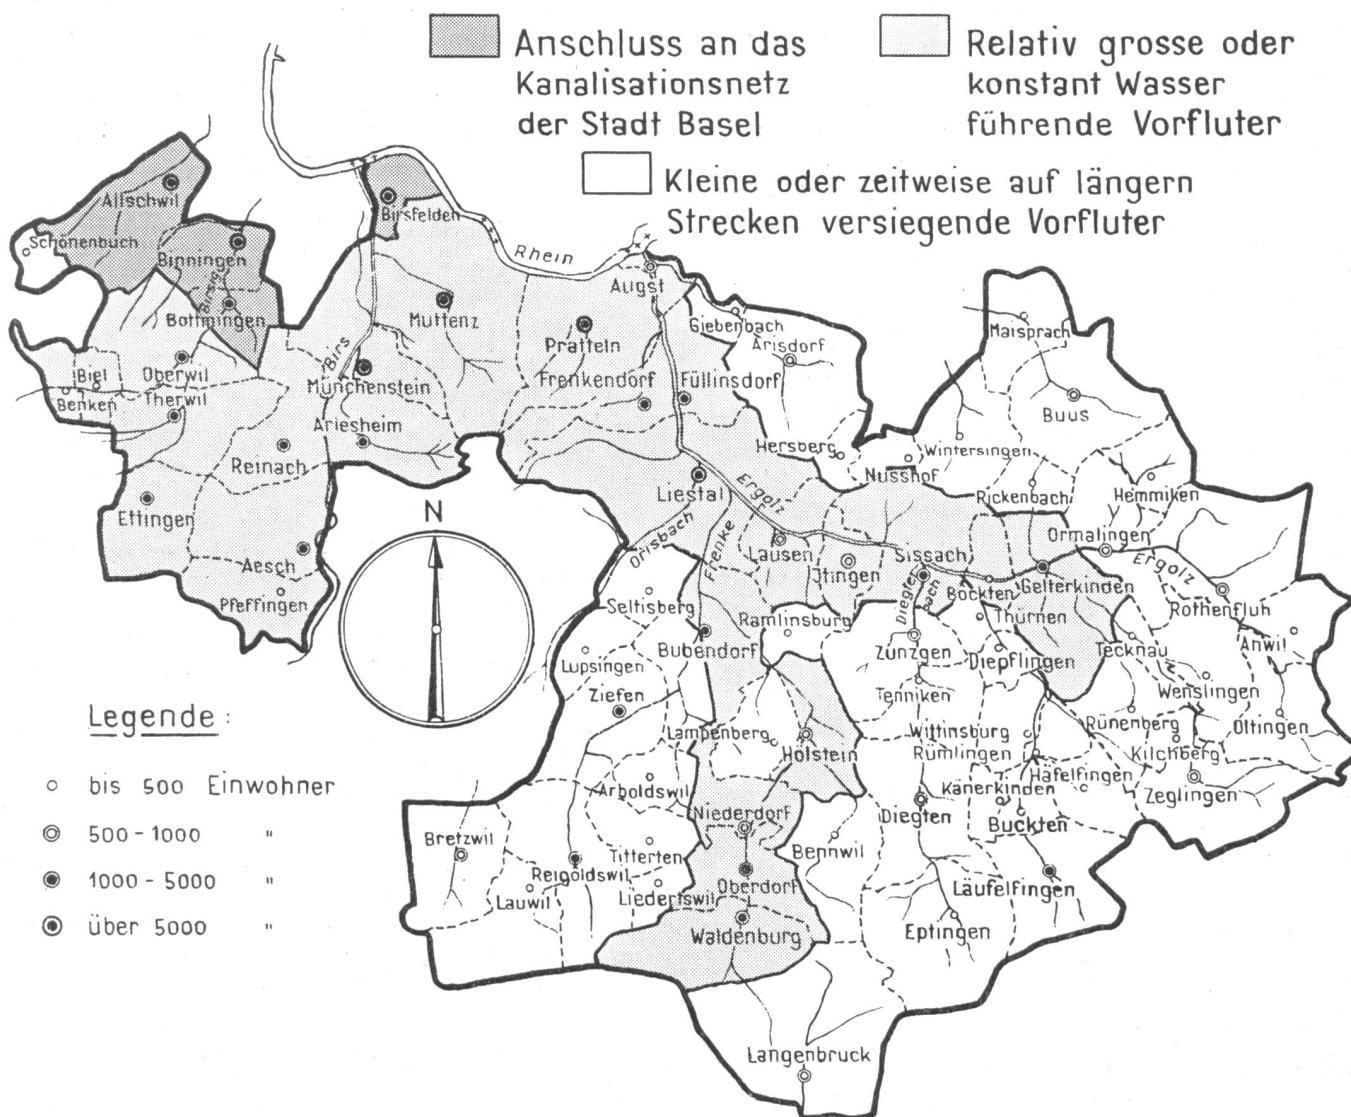 Anschluss an das
Kanalisationsnetz
der Stadt Basel
Relativ grosse oder
konstant Wasser
führende Vorfluter
Kleine oder zeitweise auf längern
Strecken versiegende Vorfluter
Allschwil
Schönenbuch
Binningen
Birsig
Bottmingen
Birsfelden
Rhein
Augst
Muttenz
Giebenbach
Arisdorf
Maisprach
Pratteln
Birs
Biel
Oberwil
Münchenstein
Frenkendorf
Füllinsdorf
Benken
Therwil
Buus
Ariesheim
Reinach
Hersberg
Wintersingen
Nusshof
Liestal
Ergolz
Rickenbach
Hemmiken
Ettingen
N
Orisbach
Frenke
Lausen
Jtingen
Sissach
Ormalingen
Ergolz
Aesch
Pfeffingen
Seltisberg
Ramlinsburg
Diegterbach
Böckten
Gelterkinden
Thürnen
Rothenfluh
Bubendorf
Lupsingen
Zunzgen
Diepflingen
Tecknau
Anwil
Ziefen
Tenniken
Wenslingen
Legende :
Lampenberg
Hölstein
Wittinsburg
Rümlingen
Rünenberg
Kilchberg
Oltingen
bis 500 Einwohner
Arboldswil
Känerkinden
Häfelfingen
Zeglingen
500 - 1000 "
Niederdorf
Diegten
Buckten
Bretzwil
Titterten
Bennwil
1000 - 5000 "
Reigoldswil
Lauwil
Liedertswil
Oberdorf
Läufelfingen
über 5000 "
Waldenburg
Eptingen
Langenbruck